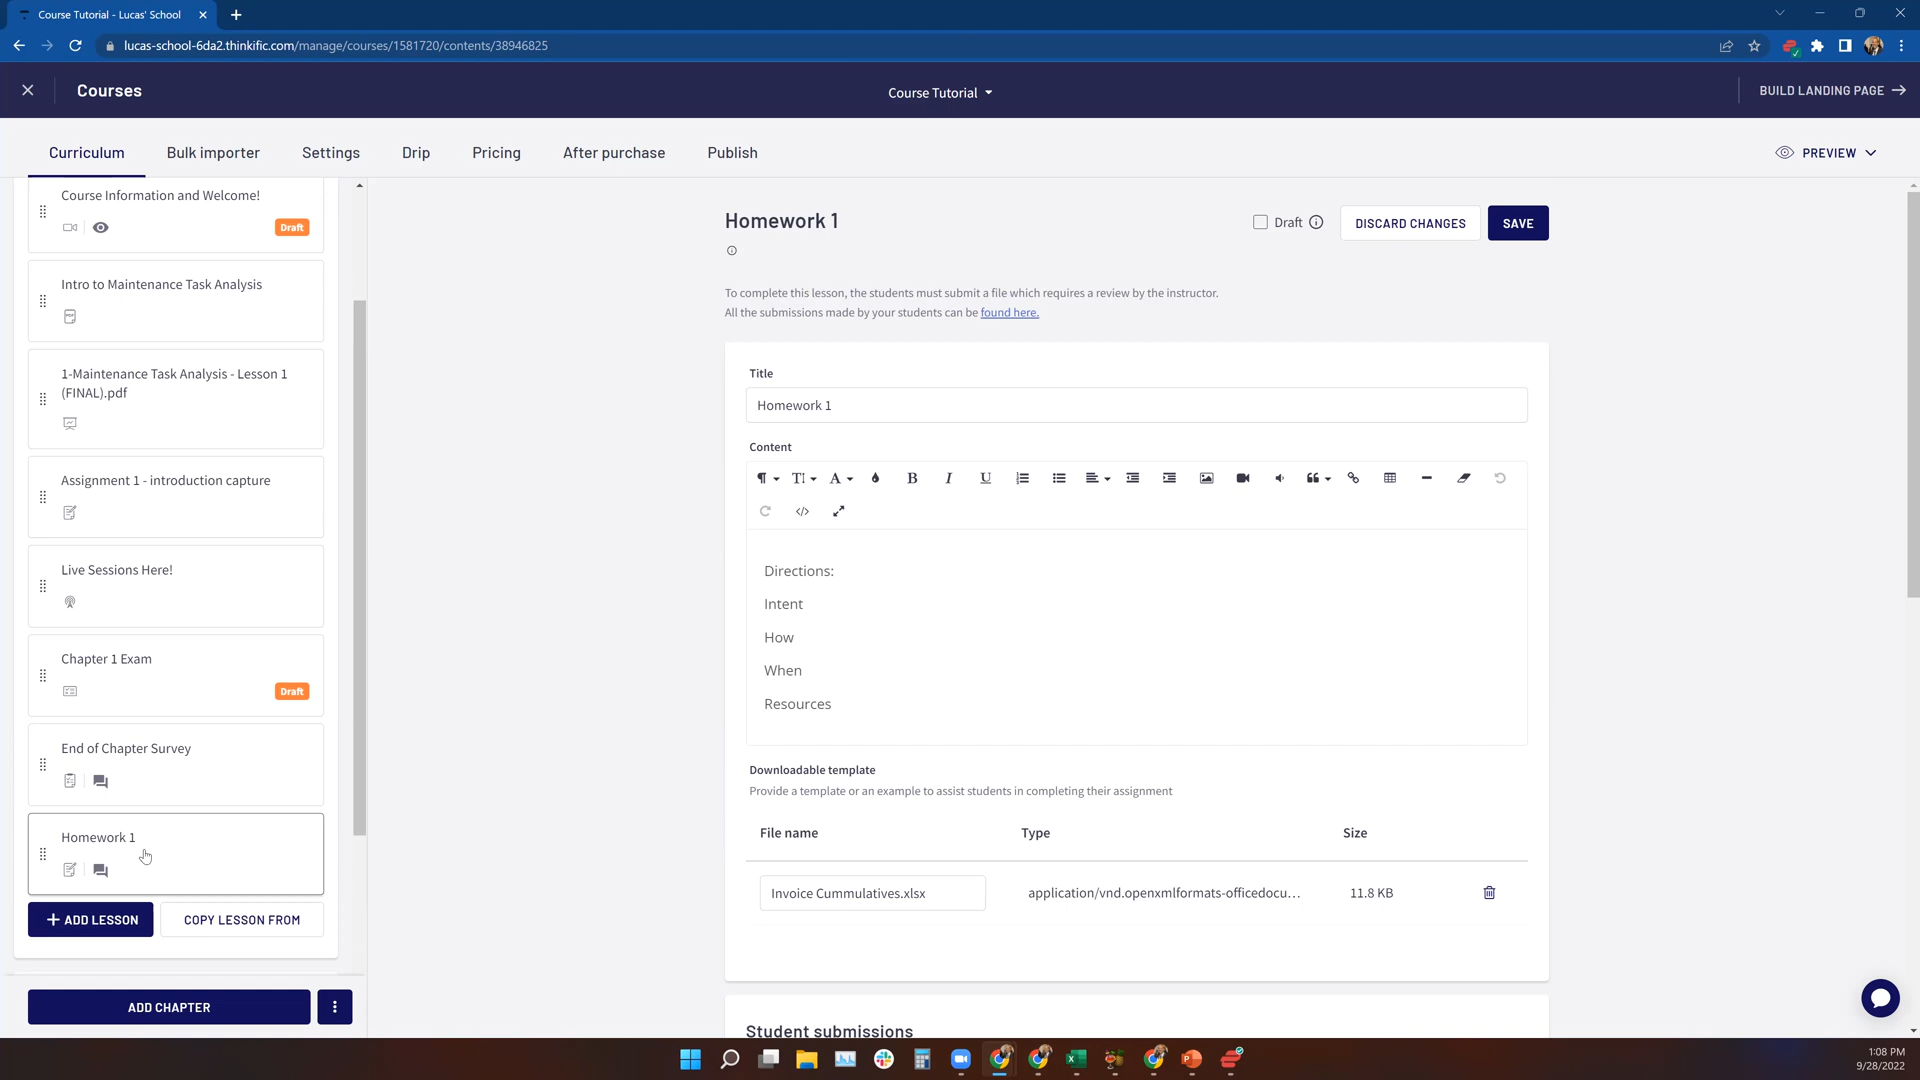 Course Tutorial - Lucas' School
lucas-school-6da2.thinkific.com/manage/courses/1581720/contents/38946825
Courses
Course Tutorial
BUILD LANDING PAGE
Curriculum
Bulk importer
Settings
Drip
Pricing
After purchase
Publish
PREVIEW
Course Information and Welcome!
Draft
Intro to Maintenance Task Analysis
1-Maintenance Task Analysis - Lesson 1
(FINAL).pdf
Assignment 1 - introduction capture
Live Sessions Here!
Chapter 1 Exam
Draft
End of Chapter Survey
Homework 1
ADD LESSON
COPY LESSON FROM
ADD CHAPTER
Homework 1
Draft
DISCARD CHANGES
SAVE
To complete this lesson, the students must submit a file which requires a review by the instructor.
All the submissions made by your students can be found here.
Title
Homework 1
Content
Directions:
Intent
How
When
Resources
Downloadable template
Provide a template or an example to assist students in completing their assignment
File name
Type
Size
Invoice Cummulatives.xlsx
application/vnd.openxmlformats-officedocu...
11.8 KB
Student submissions
1:08 PM
9/28/2022